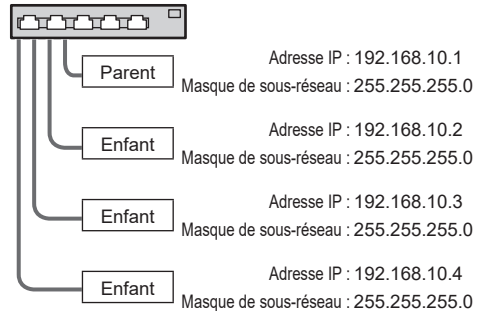 Parent
Adresse IP : 192.168.10.1
Masque de sous-réseau : 255.255.255.0
Enfant
Adresse IP : 192.168.10.2
Masque de sous-réseau : 255.255.255.0
Enfant
Adresse IP : 192.168.10.3
Masque de sous-réseau : 255.255.255.0
Enfant
Adresse IP : 192.168.10.4
Masque de sous-réseau : 255.255.255.0